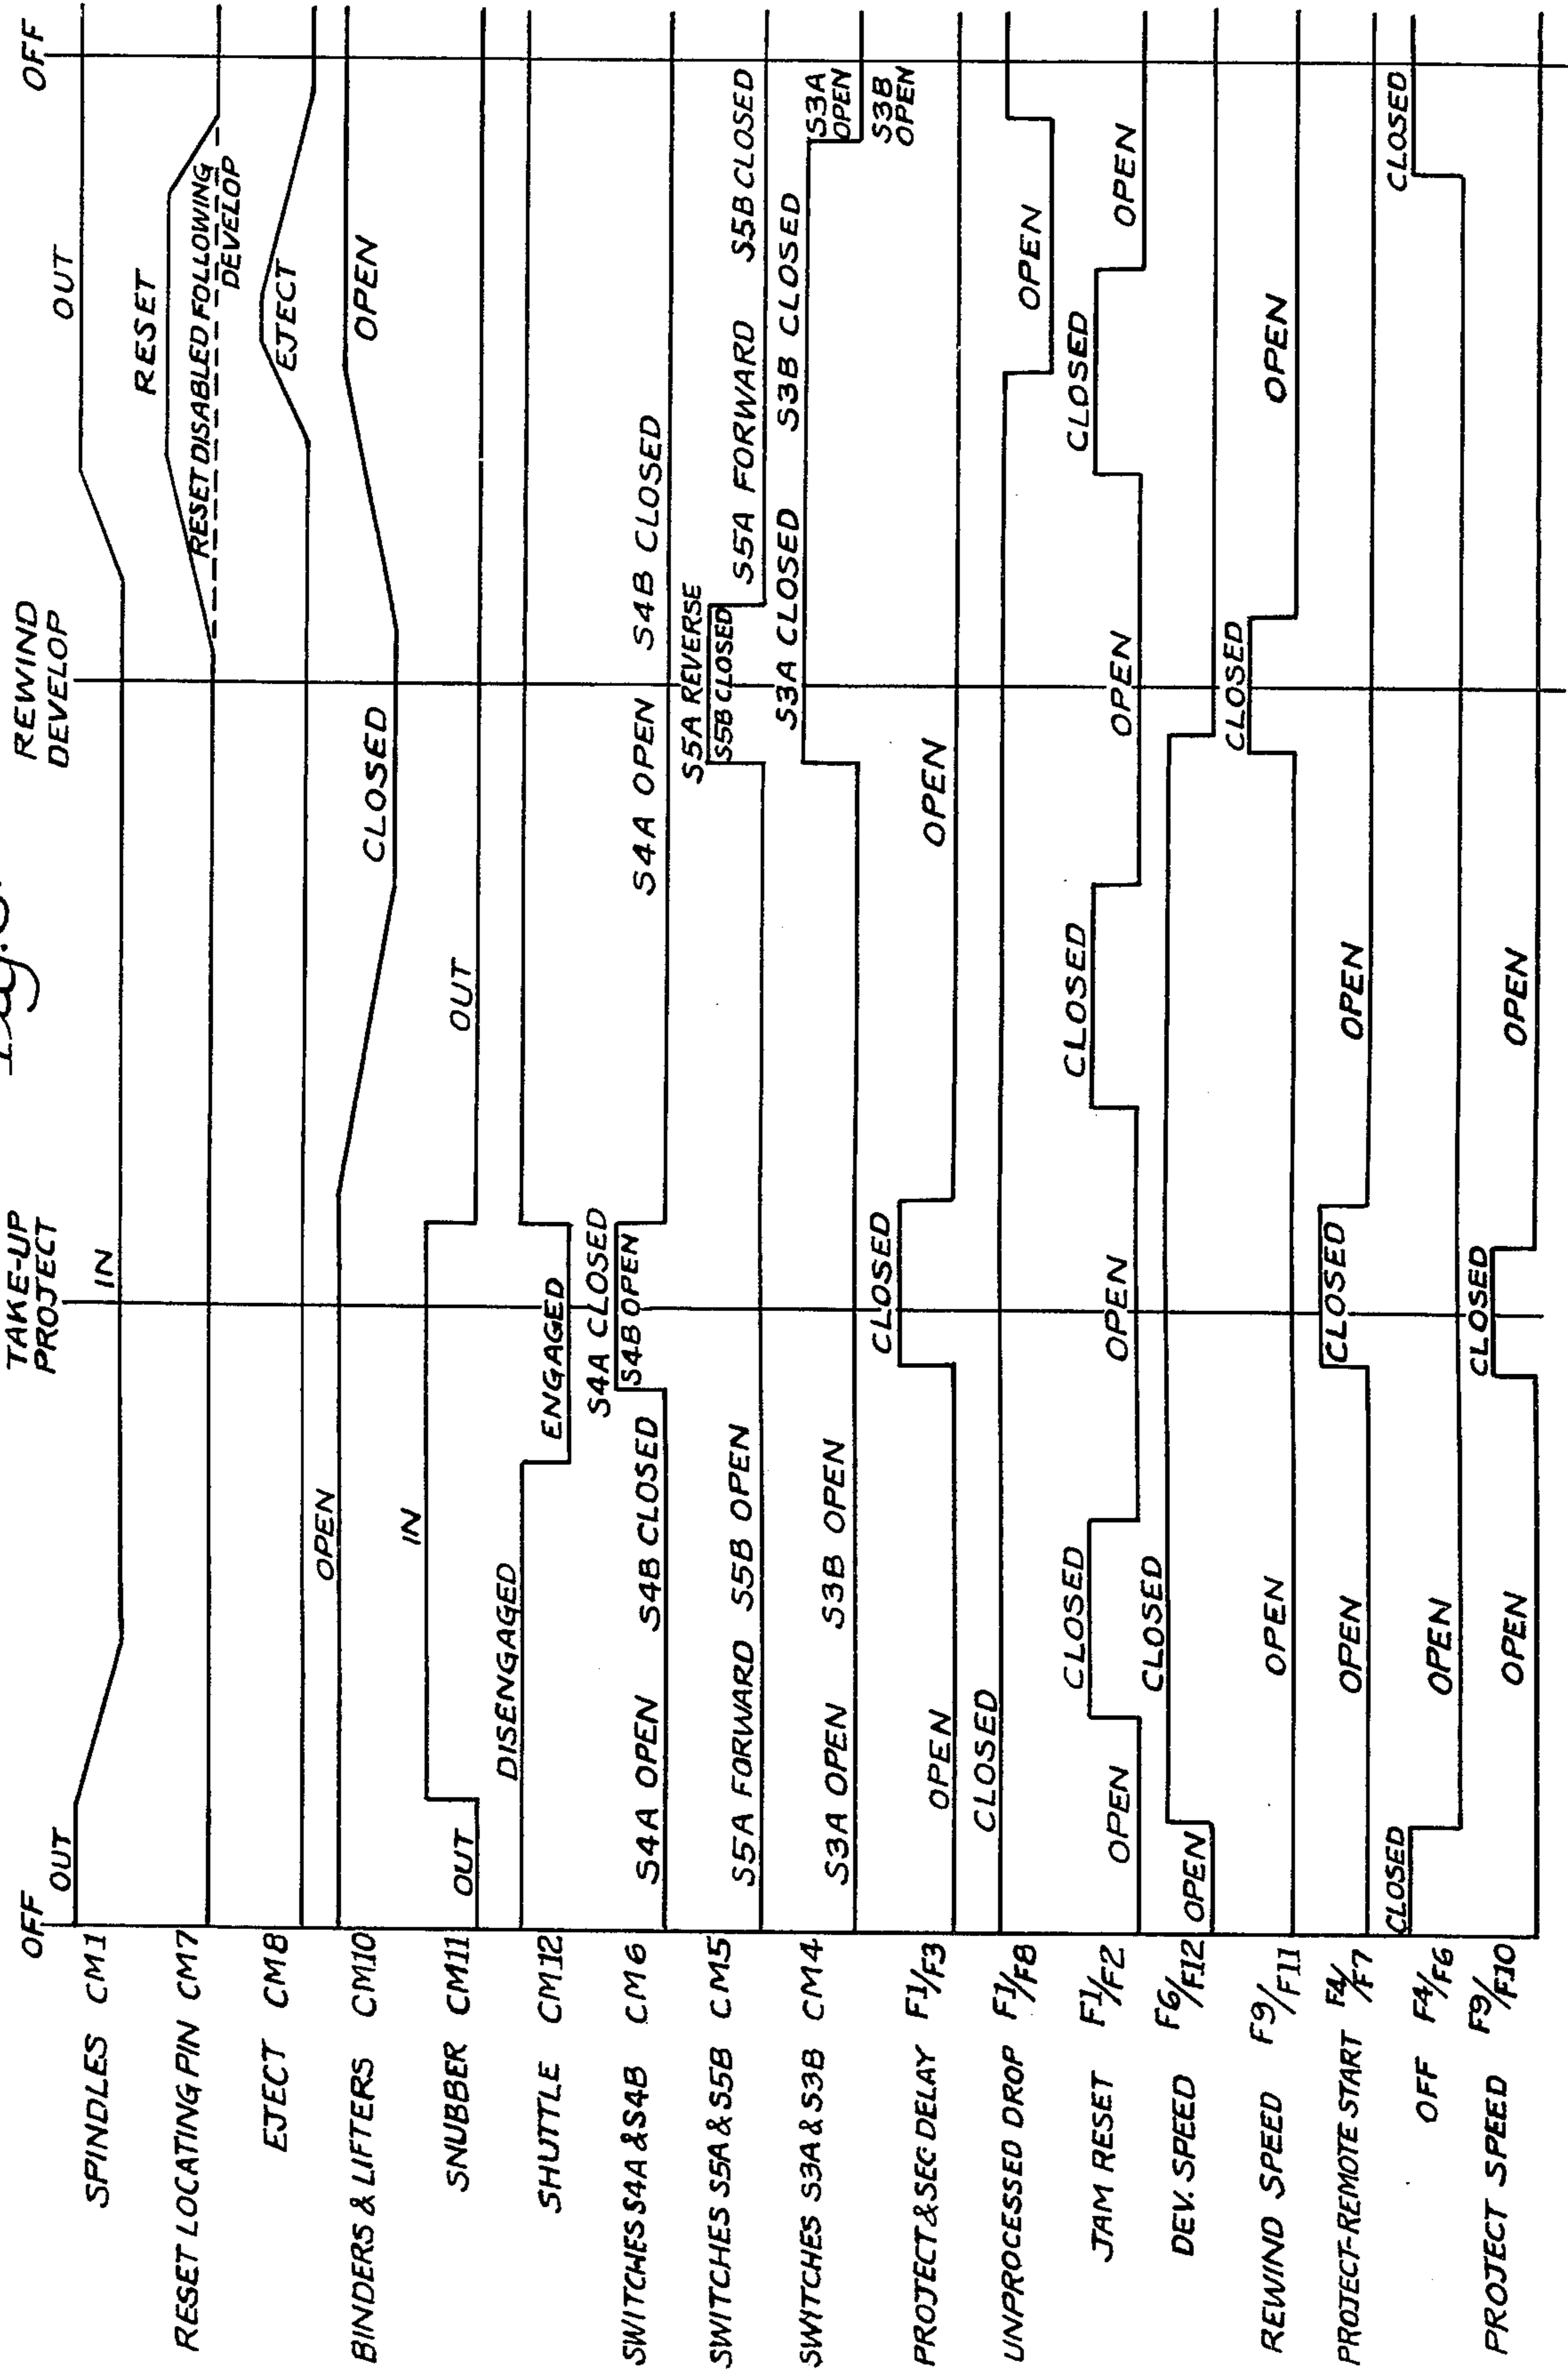 OFF
TAKE-UP
PROJECT
REWIND
DEVELOP
OFF
SPINDLES CM1
OUT
IN
OUT
RESET LOCATING PIN CM7
RESET
RESET DISABLED FOLLOWING
DEVELOP
EJECT CM8
EJECT
BINDERS & LIFTERS CM10
OPEN
CLOSED
OPEN
SNUBBER CM11
OUT
IN
OUT
SHUTTLE CM12
DISENGAGED
ENGAGED
SWITCHES S4A & S4B CM6
S4A OPEN S4B CLOSED
S4A CLOSED
S4B OPEN
S4A OPEN S4B CLOSED
SWITCHES S5A & S5B CM5
S5A FORWARD S5B OPEN
S5A REVERSE
S5B CLOSED
S5A FORWARD S5B CLOSED
SWITCHES S3A & S3B CM4
S3A OPEN S3B OPEN
S3A CLOSED S3B CLOSED
S3A
OPEN
S3B
OPEN
PROJECT & SEG DELAY F1/F3
OPEN
CLOSED
OPEN
UNPROCESSED DROP F1/F8
CLOSED
OPEN
JAM RESET F1/F2
OPEN
CLOSED
OPEN
CLOSED
OPEN
CLOSED
OPEN
DEV. SPEED F6/F12
OPEN
CLOSED
REWIND SPEED F9/F11
OPEN
CLOSED
OPEN
PROJECT-REMOTE START F4/F7
OPEN
CLOSED
OPEN
OFF F4/F6
CLOSED
OPEN
CLOSED
PROJECT SPEED F9/F10
OPEN
CLOSED
OPEN